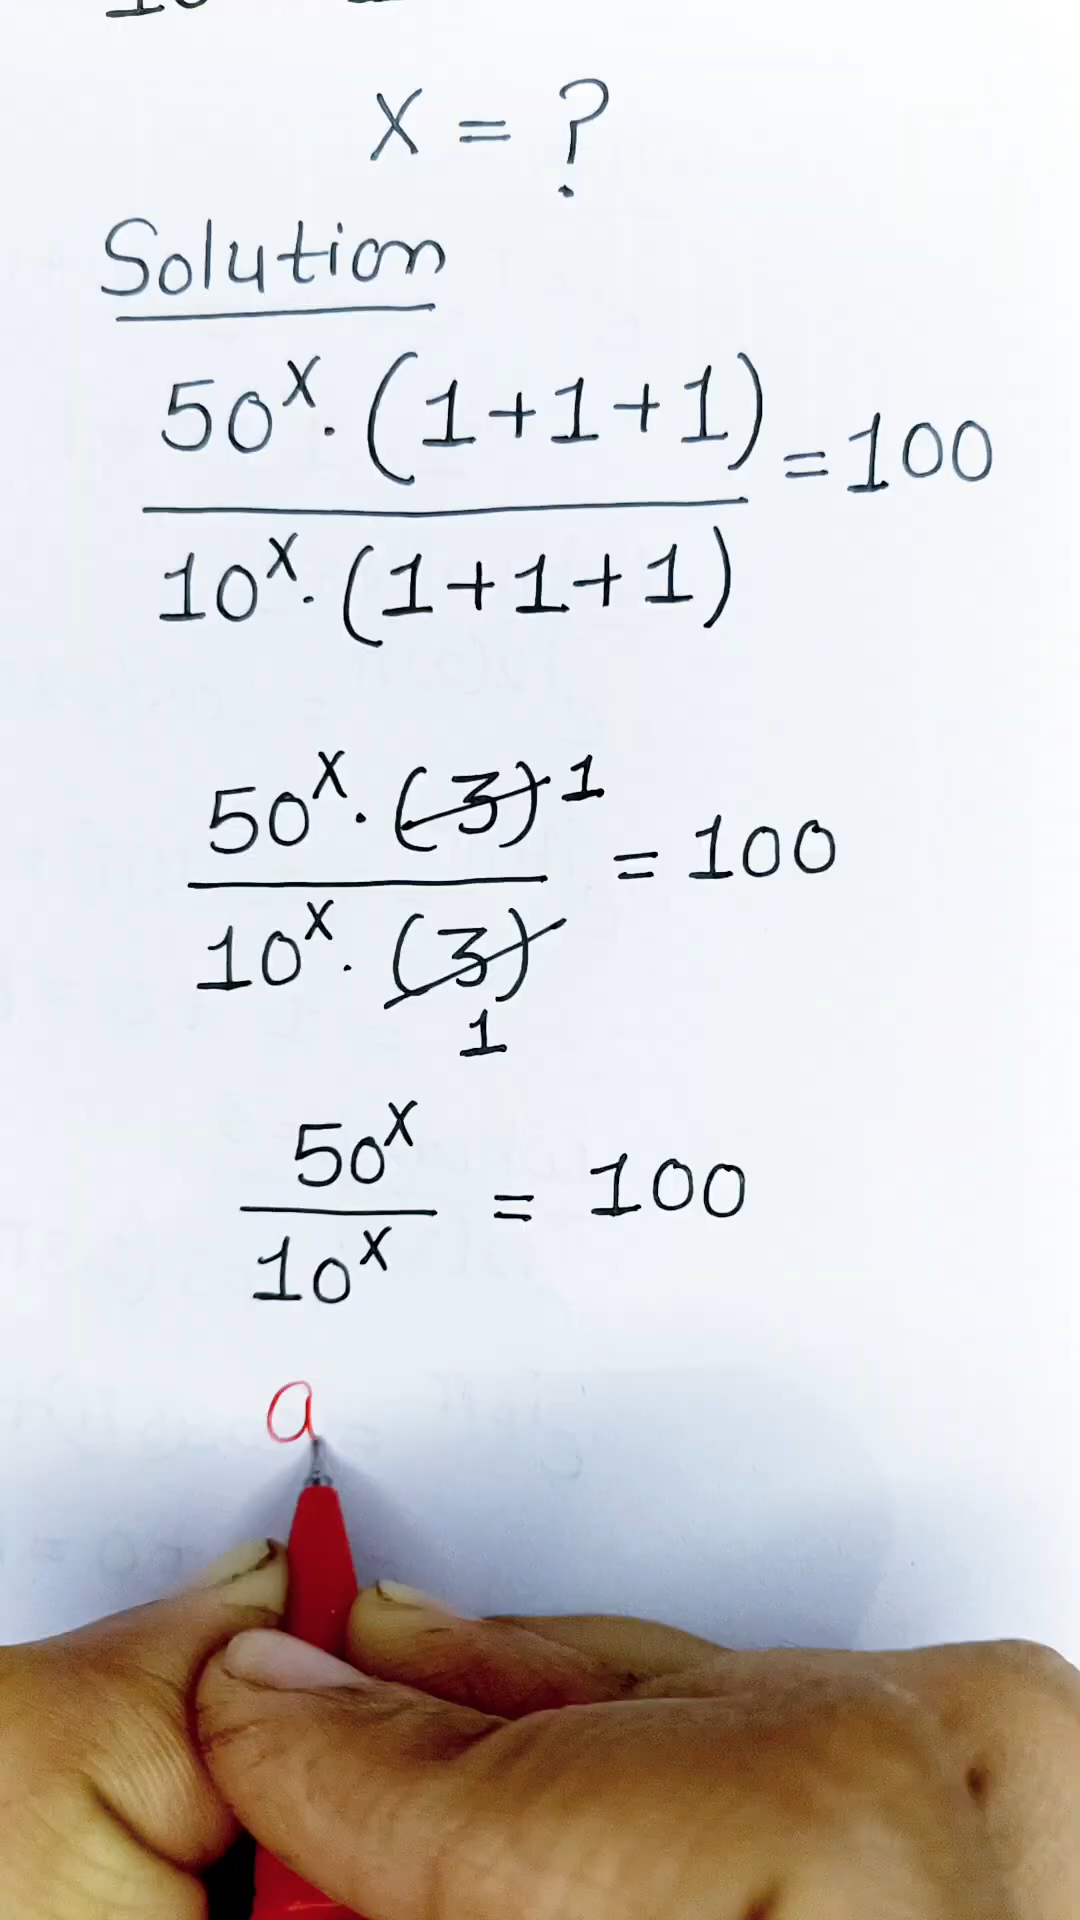 x = ?
Solution
50^x · (1+1+1)
= 100
10^x · (1+1+1)
50^x · (3) 1
= 100
10^x · (3)
1
50^x
= 100
10^x
a